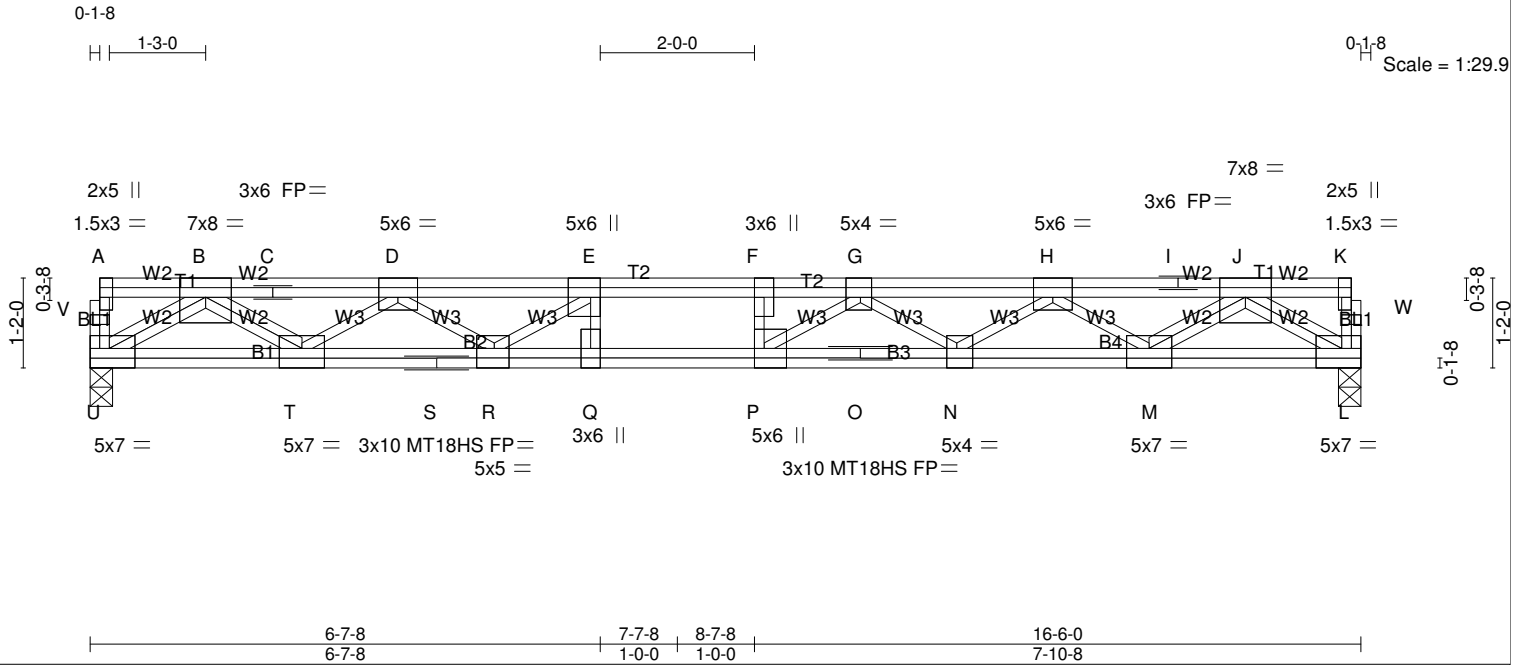 0-1-8
1-3-0 2-0-0 0-1-8
Scale = 1:29.9
7x8 =
2x5 || 3x6 FP= 2x5 ||
3x6 FP=
1.5x3 = 7x8 = 5x6 = 5x6 || 3x6 || 5x4 = 5x6 = 1.5x3 =
A B C D E F G H I J K
W2 T1 W2 T2 T2 W2 T1 W2
0-3-8 0-3-8
V W
1-2-0 BL1 W2 W2 W3 W3 W3 W3 W3 W3 W3 W2 W2 BL1 1-2-0
B1 B2 B3 B4
0-1-8
U T S R Q P O N M L
3x6 || 5x6 ||
5x7 = 5x7 = 3x10 MT18HS FP= 5x4 = 5x7 = 5x7 =
5x5 = 3x10 MT18HS FP=
6-7-8 7-7-8 8-7-8 16-6-0
6-7-8 1-0-0 1-0-0 7-10-8